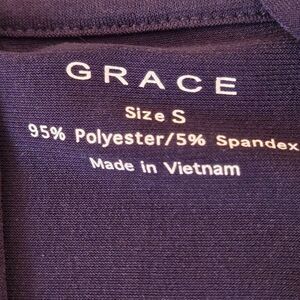 GRACE
Size S
95% Polyester/5% Spandex
Made in Vietnam